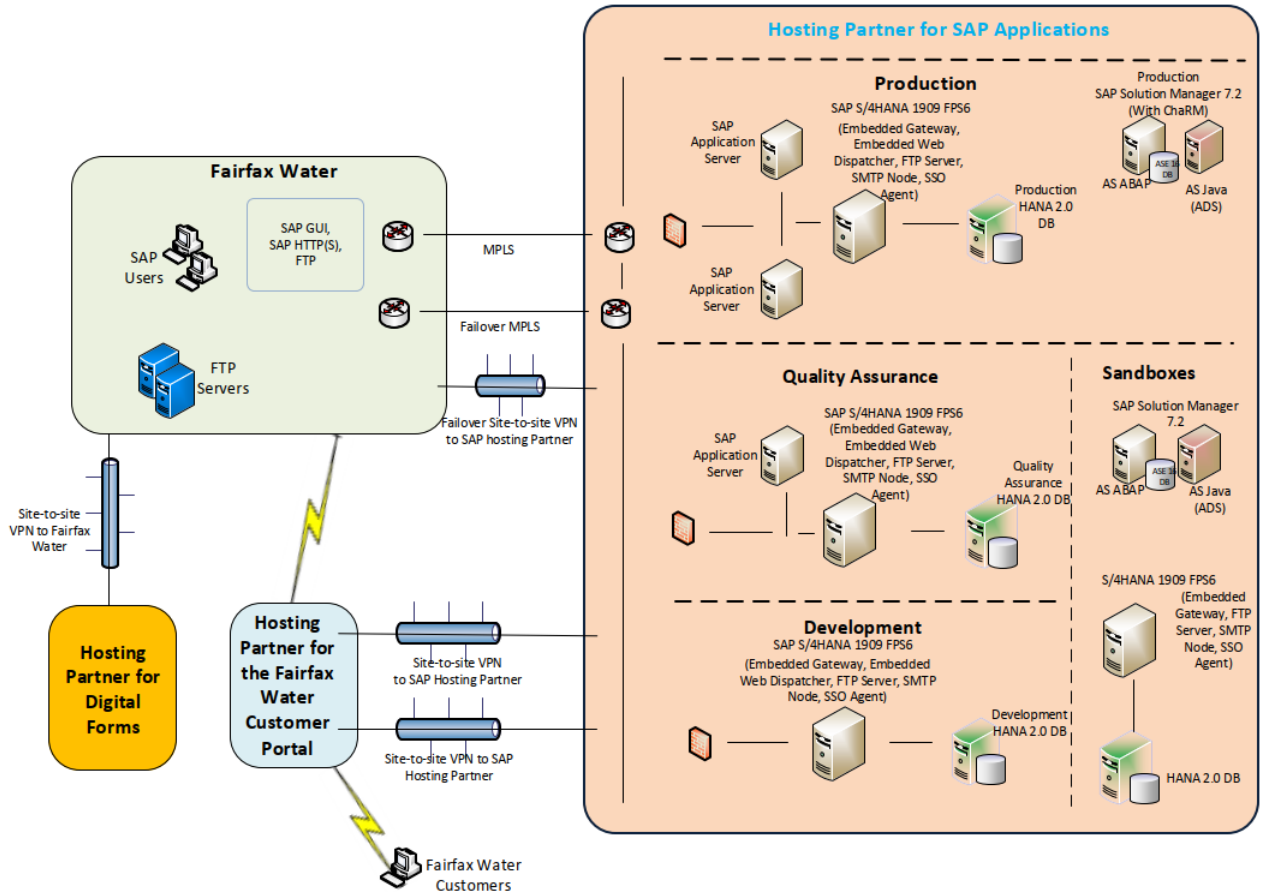 Hosting Partner for SAP Applications
Production
SAP S/4HANA 1909 FPS6
(Embedded Gateway,
Embedded Web
Dispatcher, FTP Server,
SMTP Node, SSO
Agent)
SAP
Application
Server
SAP
Application
Server
Production
HANA 2.0
DB
Production
SAP Solution Manager 7.2
(With ChaRM)
ASE 16
DB
AS ABAP
AS Java
(ADS)
Fairfax Water
SAP GUI,
SAP HTTP(S),
FTP
SAP
Users
FTP
Servers
MPLS
Failover MPLS
Failover Site-to-site VPN
to SAP hosting Partner
Quality Assurance
SAP S/4HANA 1909 FPS6
(Embedded Gateway,
Embedded Web
Dispatcher, FTP Server,
SMTP Node, SSO
Agent)
SAP
Application
Server
Quality
Assurance
HANA 2.0 DB
Sandboxes
SAP Solution Manager
7.2
ASE 16
DB
AS ABAP
AS Java
(ADS)
S/4HANA 1909 FPS6
(Embedded
Gateway, FTP
Server, SMTP
Node, SSO
Agent)
HANA 2.0 DB
Development
SAP S/4HANA 1909 FPS6
(Embedded Gateway, Embedded
Web Dispatcher, FTP Server, SMTP
Node, SSO Agent)
Development
HANA 2.0 DB
Site-to-site
VPN to Fairfax
Water
Hosting
Partner for
Digital
Forms
Hosting
Partner for
the Fairfax
Water
Customer
Portal
Site-to-site VPN
to SAP Hosting Partner
Site-to-site VPN to SAP
Hosting Partner
Fairfax Water
Customers